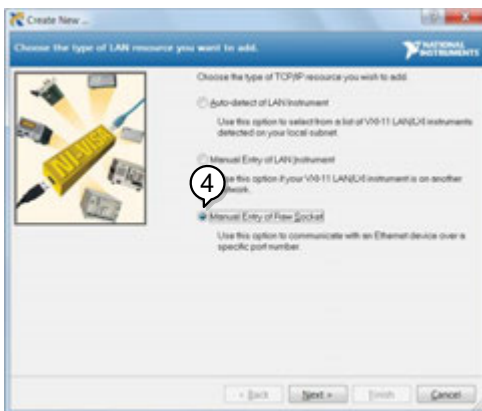 Create New ...
Choose the type of LAN resource you want to add.
NATIONAL
INSTRUMENTS
Choose the type of TCP/IP resource you wish to add.
Auto-detect of LAN Instrument
Use this option to select from a list of VXI-11 LAN/LXI instruments
detected on your local subnet.
Manual Entry of LAN Instrument
Use this option if your VXI-11 LAN/LXI instrument is on another
network.
4
Manual Entry of Raw Socket
Use this option to communicate with an Ethernet device over a
specific port number.
NI-VISA
< Back
Next >
Finish
Cancel